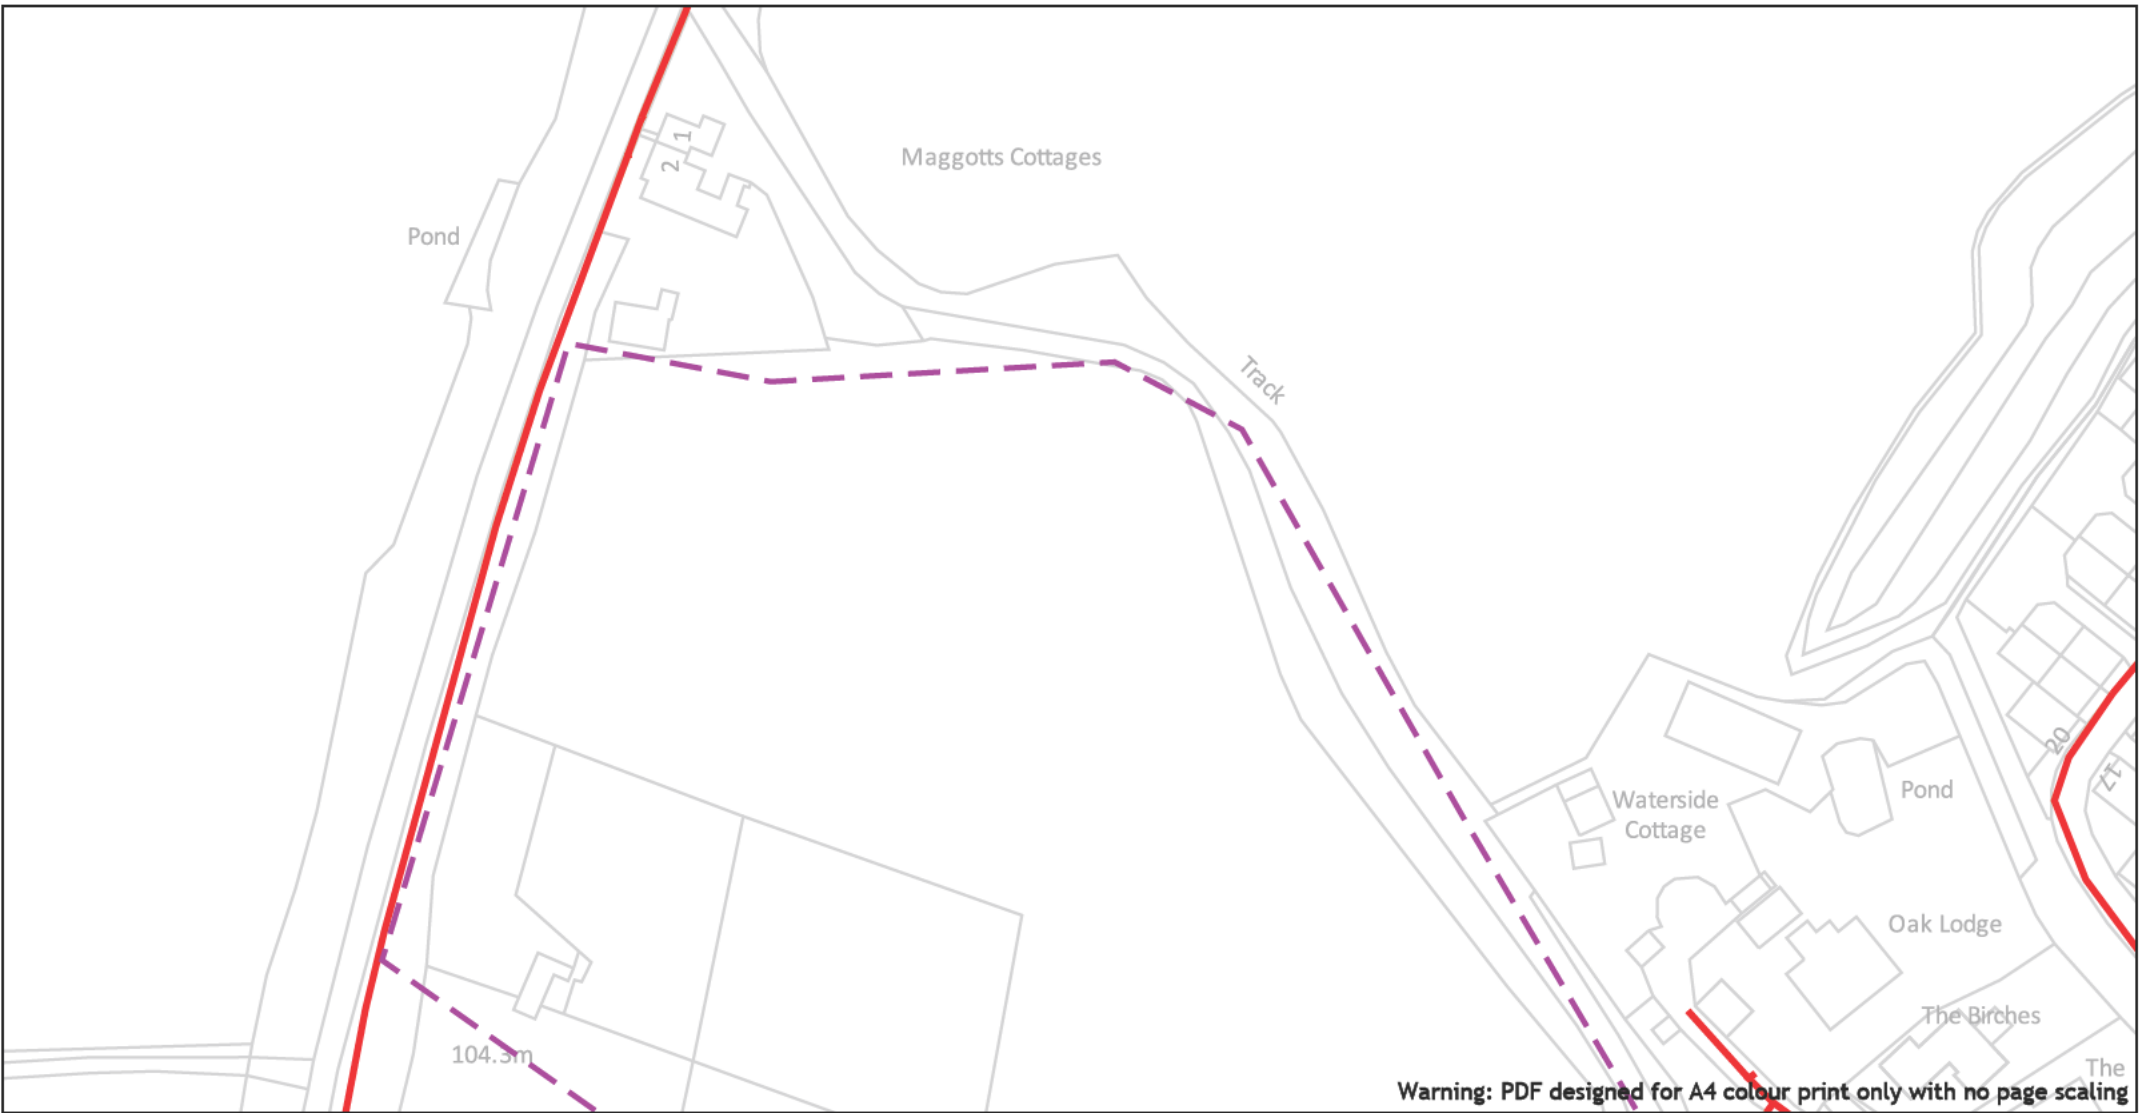 Maggotts Cottages
1
2
Pond
Track
20
17
Waterside
Cottage
Pond
Oak Lodge
The Birches
104.3m
The
Warning: PDF designed for A4 colour print only with no page scaling